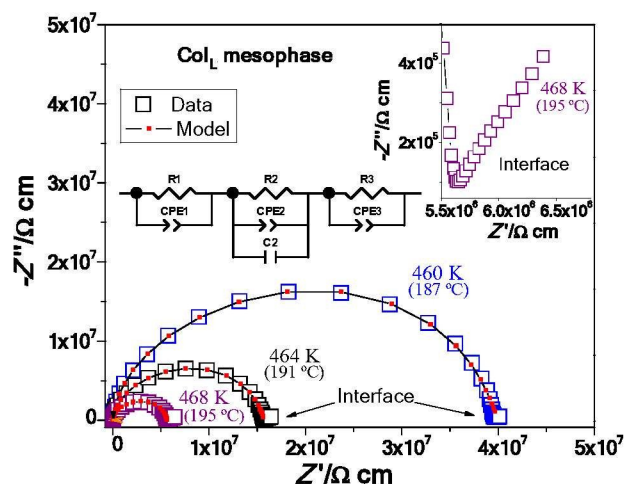 Col_L mesophase
Data
Model
R1
R2
R3
CPE1
CPE2
CPE3
C2
460 K
(187 ºC)
464 K
(191 ºC)
468 K
(195 ºC)
Interface
-Z''/Ω cm
5x10⁷
4x10⁷
3x10⁷
2x10⁷
1x10⁷
0
0
1x10⁷
2x10⁷
3x10⁷
4x10⁷
5x10⁷
Z'/Ω cm
-Z''/Ω cm
4x10⁵
2x10⁵
468 K
(195 ºC)
Interface
5.5x10⁶
6.0x10⁶
6.5x10⁶
Z'/Ω cm